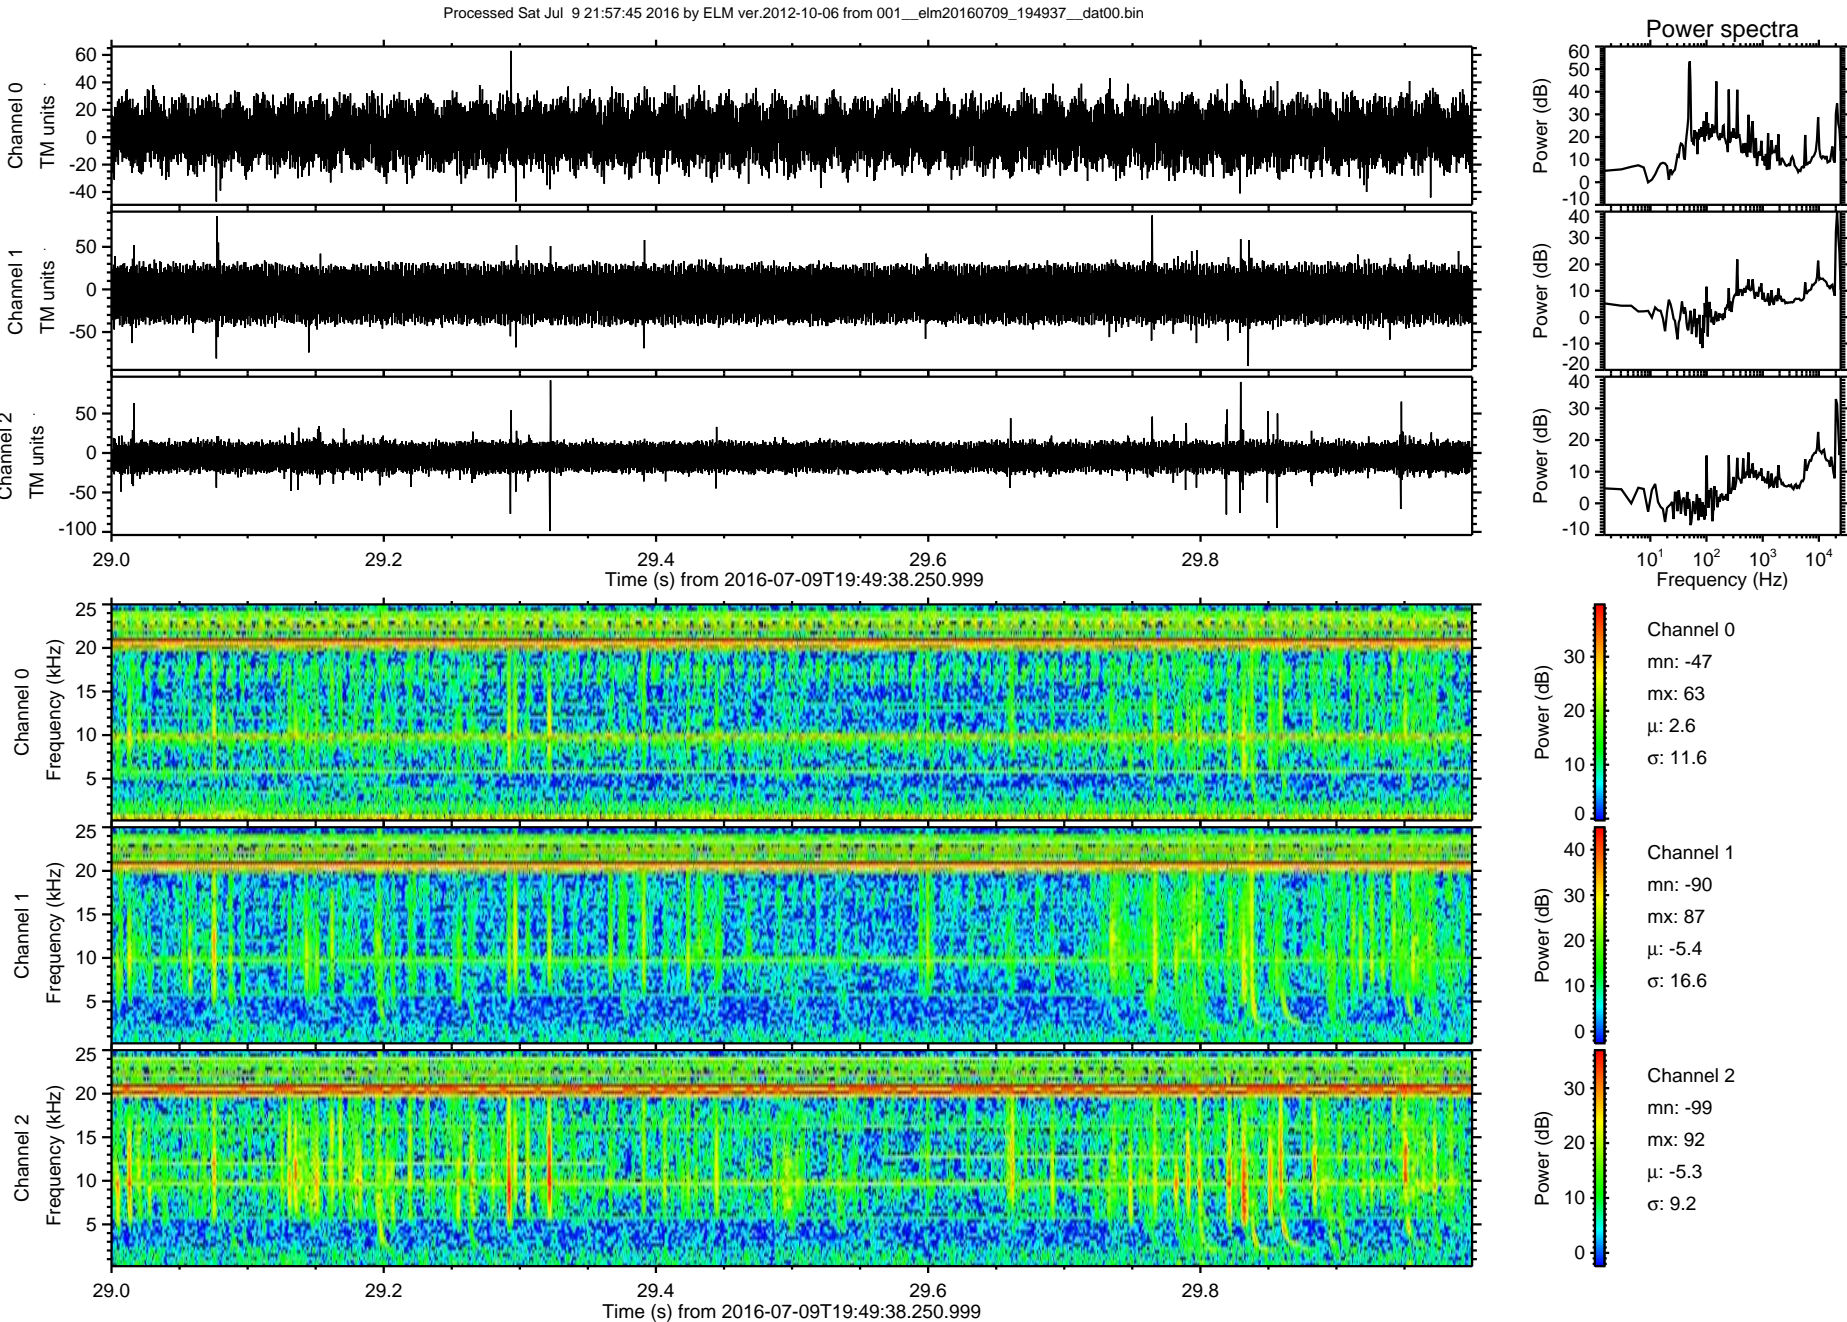 Processed Sat Jul 9 21:57:45 2016 by ELM ver.2012-10-06 from 001__elm20160709_194937__dat00.bin
Power spectra
Channel 0
TM units
60
40
20
0
-20
-40
Power (dB)
60
50
40
30
20
10
0
-10
Channel 1
TM units
50
0
-50
Power (dB)
40
30
20
10
0
-10
-20
Channel 2
TM units
50
0
-50
-100
Power (dB)
40
30
20
10
0
-10
29.0 29.2 29.4 29.6 29.8
Time (s) from 2016-07-09T19:49:38.250.999
10^1 10^2 10^3 10^4
Frequency (Hz)
Channel 0
Frequency (kHz)
25
20
15
10
5
Power (dB)
30
20
10
0
Channel 0
mn: -47
mx: 63
μ: 2.6
σ: 11.6
Channel 1
Frequency (kHz)
25
20
15
10
5
Power (dB)
40
30
20
10
0
Channel 1
mn: -90
mx: 87
μ: -5.4
σ: 16.6
Channel 2
Frequency (kHz)
25
20
15
10
5
Power (dB)
30
20
10
0
Channel 2
mn: -99
mx: 92
μ: -5.3
σ: 9.2
29.0 29.2 29.4 29.6 29.8
Time (s) from 2016-07-09T19:49:38.250.999